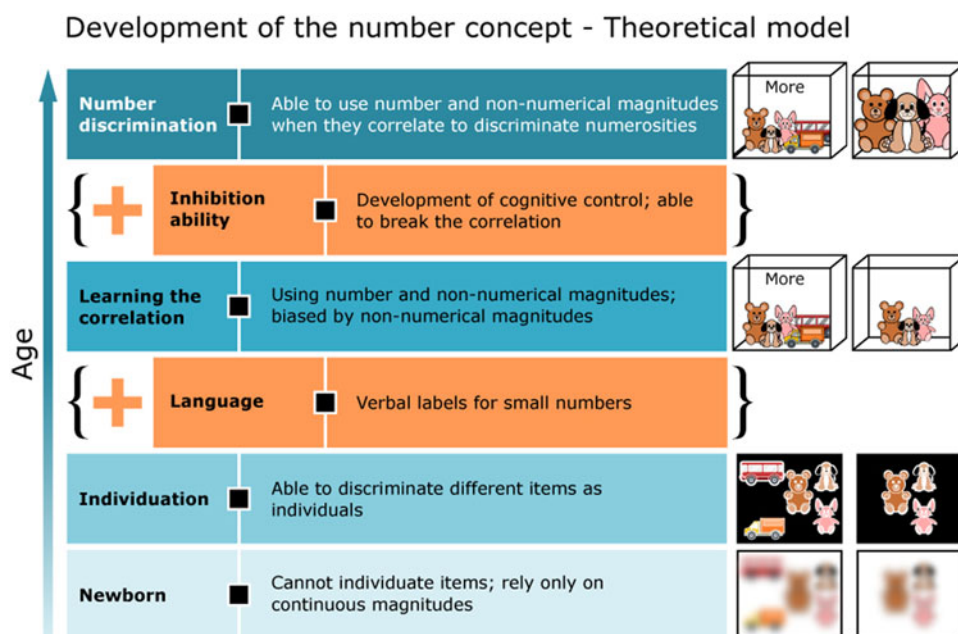 Development of the number concept - Theoretical model
Age
Number
discrimination
Able to use number and non-numerical magnitudes
when they correlate to discriminate numerosities
More
Inhibition
ability
Development of cognitive control; able
to break the correlation
Learning the
correlation
Using number and non-numerical magnitudes;
biased by non-numerical magnitudes
More
Language
Verbal labels for small numbers
Individuation
Able to discriminate different items as
individuals
Newborn
Cannot individuate items; rely only on
continuous magnitudes